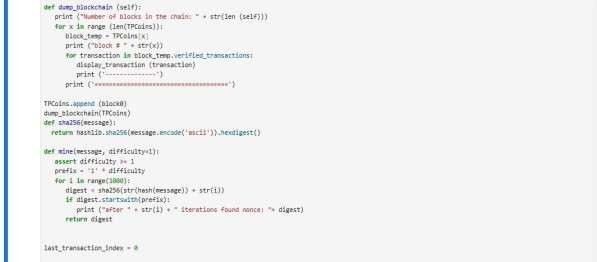 def dump_blockchain (self):
print ("Number of blocks in the chain: " + str(len (self)))
for x in range (len(TPCoins)):
block_temp = TPCoins[x]
print ("block # " + str(x))
for transaction in block_temp.verified_transactions:
display_transaction (transaction)
print ('--------------')
print ('=====================================')
TPCoins.append (block0)
dump_blockchain(TPCoins)
def sha256(message):
return hashlib.sha256(message.encode('ascii')).hexdigest()
def mine(message, difficulty=1):
assert difficulty >= 1
prefix = '1' * difficulty
for i in range(1000):
digest = sha256(str(hash(message)) + str(i))
if digest.startswith(prefix):
print ("after " + str(i) + " iterations found nonce: "+ digest)
return digest
last_transaction_index = 0